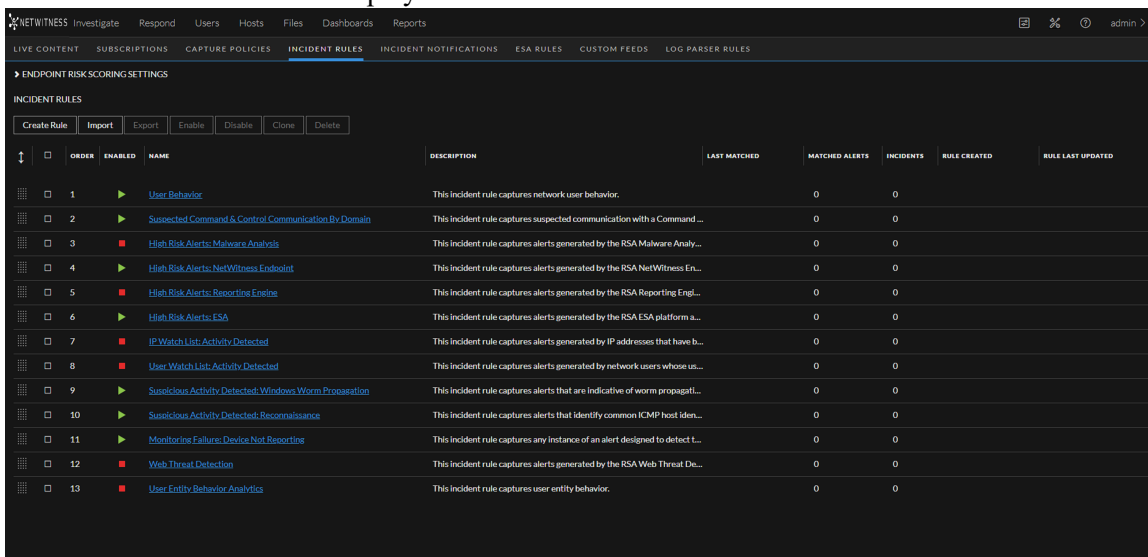 NETWITNESS Investigate Respond Users Hosts Files Dashboards Reports admin >
LIVE CONTENT SUBSCRIPTIONS CAPTURE POLICIES INCIDENT RULES INCIDENT NOTIFICATIONS ESA RULES CUSTOM FEEDS LOG PARSER RULES
> ENDPOINT RISK SCORING SETTINGS
INCIDENT RULES
Create Rule Import Export Enable Disable Clone Delete
ORDER ENABLED NAME DESCRIPTION LAST MATCHED MATCHED ALERTS INCIDENTS RULE CREATED RULE LAST UPDATED
1 User Behavior This incident rule captures network user behavior. 0 0
2 Suspected Command & Control Communication By Domain This incident rule captures suspected communication with a Command ... 0 0
3 High Risk Alerts: Malware Analysis This incident rule captures alerts generated by the RSA Malware Analy... 0 0
4 High Risk Alerts: NetWitness Endpoint This incident rule captures alerts generated by the RSA NetWitness En... 0 0
5 High Risk Alerts: Reporting Engine This incident rule captures alerts generated by the RSA Reporting Engi... 0 0
6 High Risk Alerts: ESA This incident rule captures alerts generated by the RSA ESA platform a... 0 0
7 IP Watch List: Activity Detected This incident rule captures alerts generated by IP addresses that have b... 0 0
8 User Watch List: Activity Detected This incident rule captures alerts generated by network users whose us... 0 0
9 Suspicious Activity Detected: Windows Worm Propagation This incident rule captures alerts that are indicative of worm propagati... 0 0
10 Suspicious Activity Detected: Reconnaissance This incident rule captures alerts that identify common ICMP host iden... 0 0
11 Monitoring Failure: Device Not Reporting This incident rule captures any instance of an alert designed to detect t... 0 0
12 Web Threat Detection This incident rule captures alerts generated by the RSA Web Threat De... 0 0
13 User Entity Behavior Analytics This incident rule captures user entity behavior. 0 0